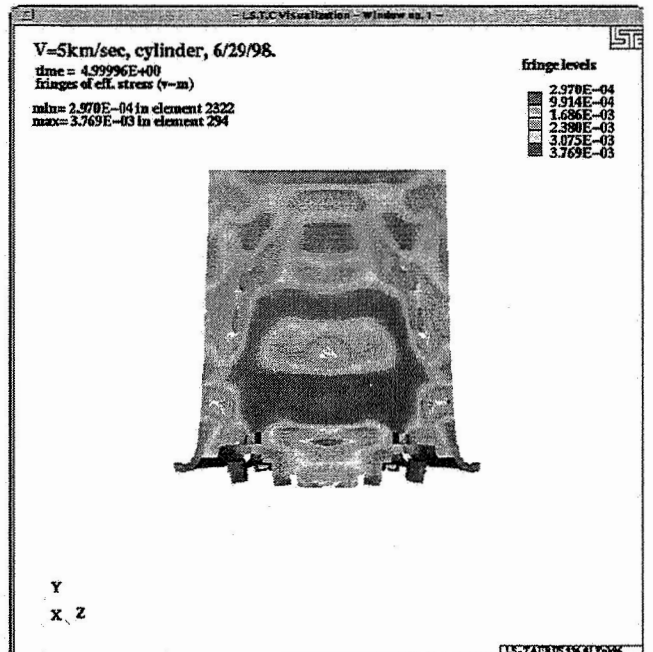 L.S.T.C Visualization - Window no. 1 -
V=5km/sec, cylinder, 6/29/98.
time = 4.99996E+00
fringes of eff. stress (v-m)
min= 2.970E-04 in element 2322
max= 3.769E-03 in element 294
fringe levels
2.970E-04
9.914E-04
1.686E-03
2.380E-03
3.075E-03
3.769E-03
Y
X Z